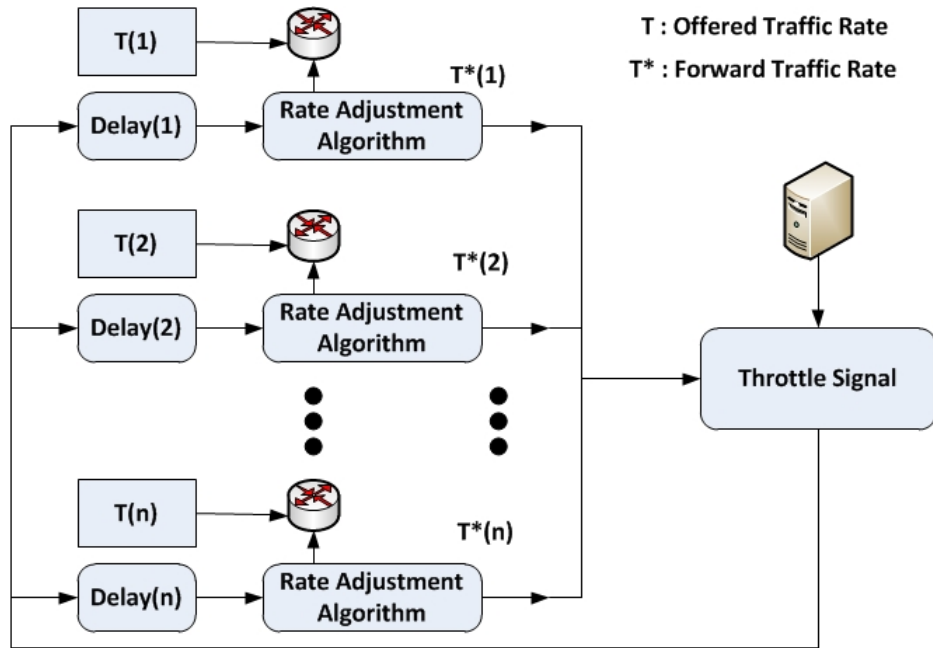 T(1)
T : Offered Traffic Rate
T* : Forward Traffic Rate
T*(1)
Delay(1)
Rate Adjustment
Algorithm
T(2)
T*(2)
Delay(2)
Rate Adjustment
Algorithm
Throttle Signal
T(n)
T*(n)
Delay(n)
Rate Adjustment
Algorithm